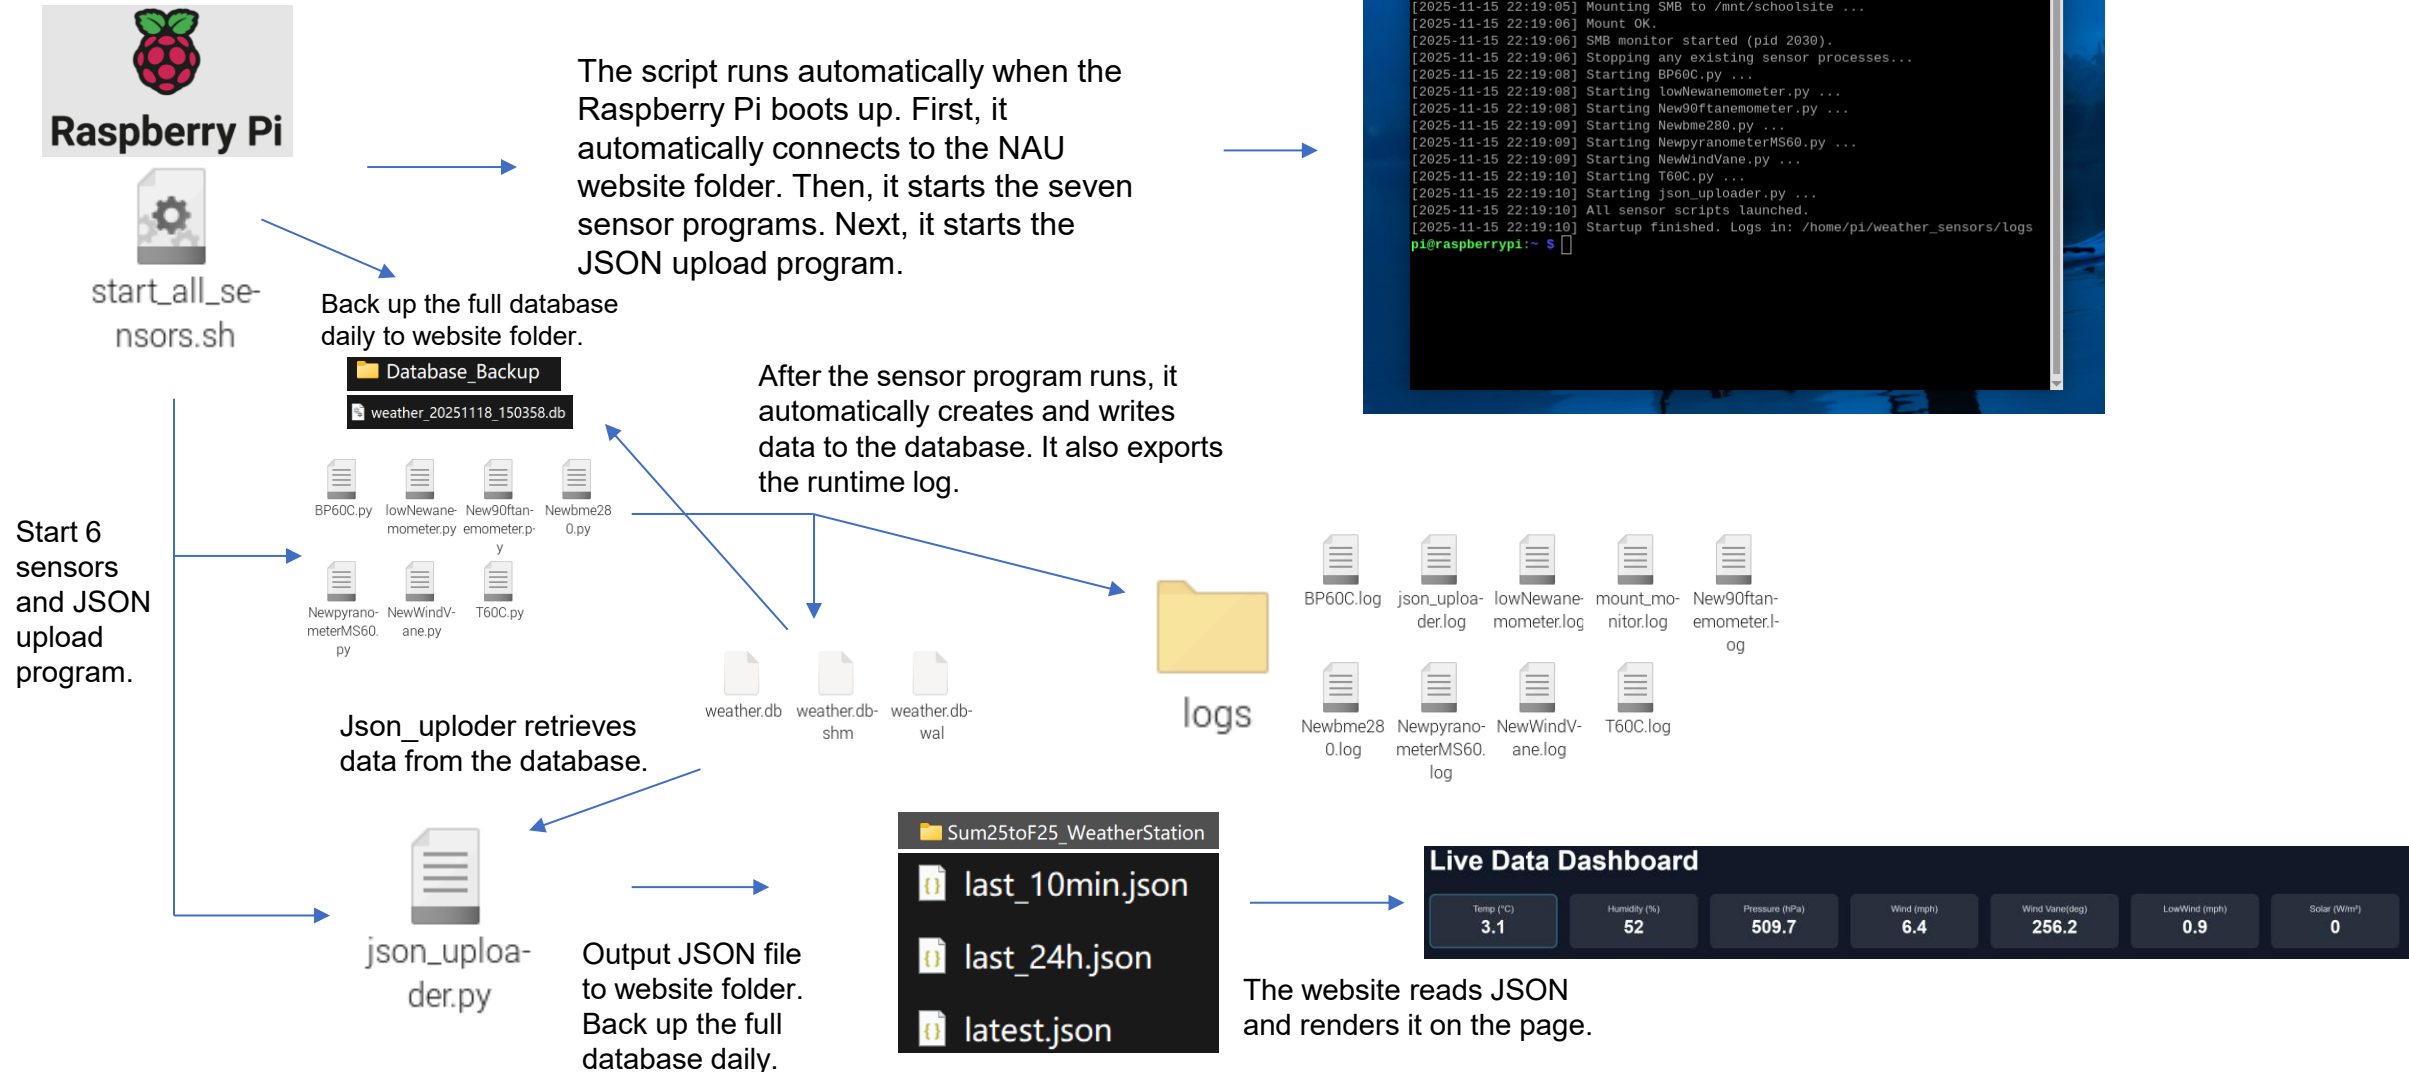 Raspberry Pi
start_all_se-
nsors.sh
The script runs automatically when the
Raspberry Pi boots up. First, it
automatically connects to the NAU
website folder. Then, it starts the seven
sensor programs. Next, it starts the
JSON upload program.
[2025-11-15 22:19:05] Mounting SMB to /mnt/schoolsite ...
[2025-11-15 22:19:06] Mount OK.
[2025-11-15 22:19:06] SMB monitor started (pid 2030).
[2025-11-15 22:19:06] Stopping any existing sensor processes...
[2025-11-15 22:19:08] Starting BP60C.py ...
[2025-11-15 22:19:08] Starting lowNewanemometer.py ...
[2025-11-15 22:19:08] Starting New90ftanemometer.py ...
[2025-11-15 22:19:09] Starting Newbme280.py ...
[2025-11-15 22:19:09] Starting NewpyranometerMS60.py ...
[2025-11-15 22:19:09] Starting NewWindVane.py ...
[2025-11-15 22:19:10] Starting T60C.py ...
[2025-11-15 22:19:10] Starting json_uploader.py ...
[2025-11-15 22:19:10] All sensor scripts launched.
[2025-11-15 22:19:10] Startup finished. Logs in: /home/pi/weather_sensors/logs
pi@raspberrypi:~ $
Back up the full database
daily to website folder.
Database_Backup
weather_20251118_150358.db
After the sensor program runs, it
automatically creates and writes
data to the database. It also exports
the runtime log.
Start 6
sensors
and JSON
upload
program.
BP60C.py
lowNewane-
mometer.py
New90ftan-
emometer.p-
y
Newbme28
0.py
Newpyrano-
meterMS60.
py
NewWindV-
ane.py
T60C.py
weather.db
weather.db-
shm
weather.db-
wal
logs
BP60C.log
json_uploa-
der.log
lowNewane-
mometer.log
mount_mo-
nitor.log
New90ftan-
emometer.l-
og
Newbme28
0.log
Newpyrano-
meterMS60.
log
NewWindV-
ane.log
T60C.log
Json_uploder retrieves
data from the database.
json_uploa-
der.py
Output JSON file
to website folder.
Back up the full
database daily.
Sum25toF25_WeatherStation
last_10min.json
last_24h.json
latest.json
Live Data Dashboard
Temp (°C)
3.1
Humidity (%)
52
Pressure (hPa)
509.7
Wind (mph)
6.4
Wind Vane(deg)
256.2
LowWind (mph)
0.9
Solar (W/m²)
0
The website reads JSON
and renders it on the page.